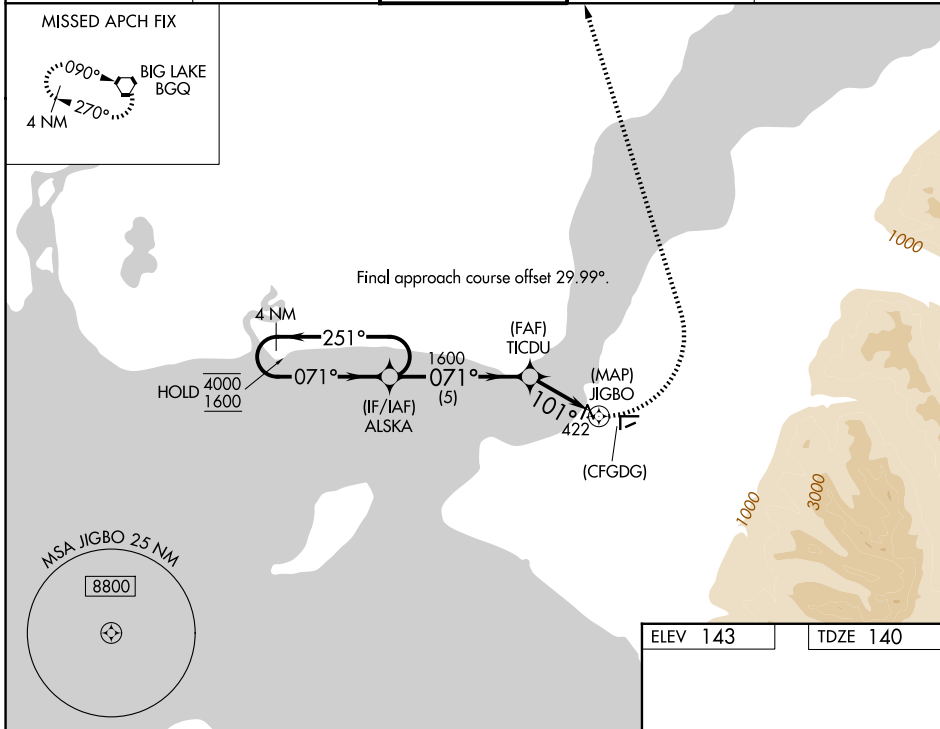 MISSED APCH FIX
090°
BIG LAKE
BGQ
270°
4 NM
1000
Final approach course offset 29.99°.
4 NM
251°
(FAF)
TICDU
1600
HOLD
4000
1600
071°
071°
(5)
(MAP)
JIGBO
(IF/IAF)
ALSKA
101°
422
(CFGDG)
1000
3000
MSA JIGBO 25 NM
8800
ELEV 143
TDZE 140